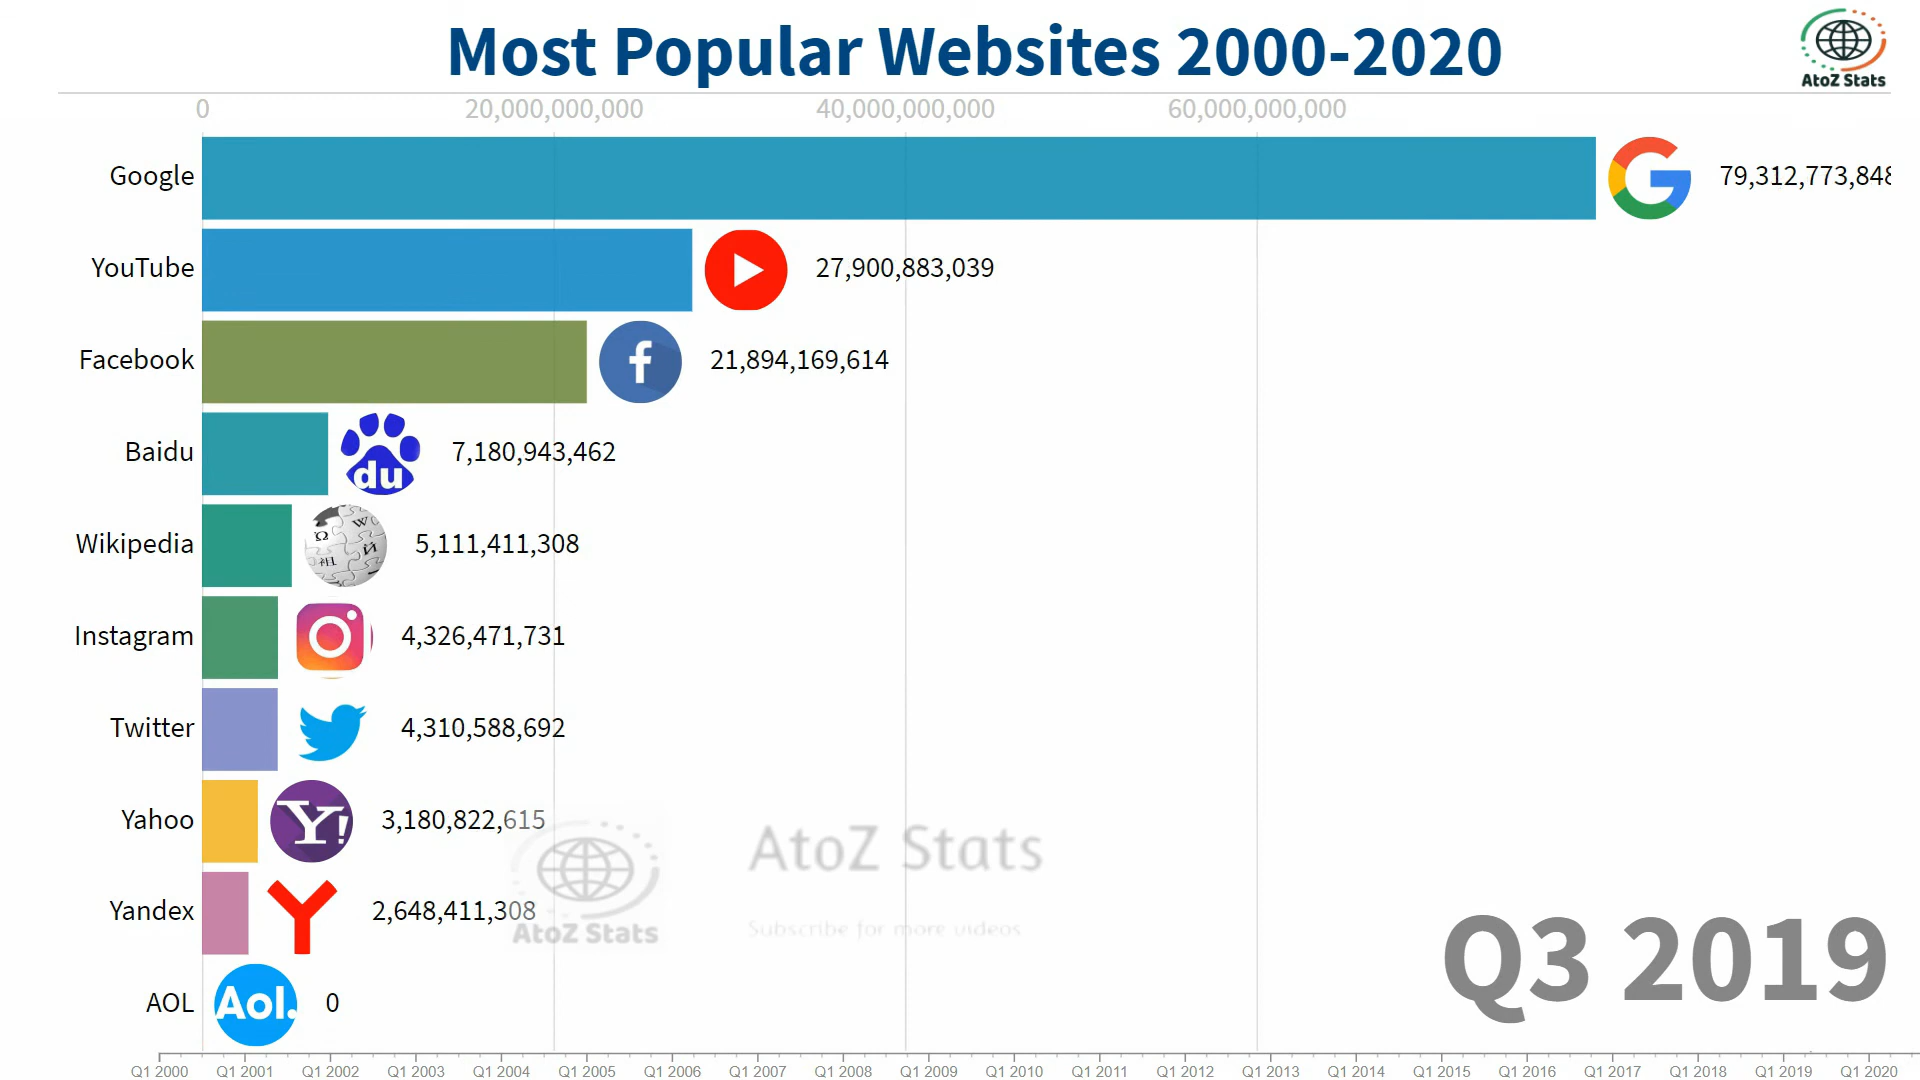 Most Popular Websites 2000-2020
AtoZ Stats
0 20,000,000,000 40,000,000,000 60,000,000,000
Google 79,312,773,848
YouTube 27,900,883,039
Facebook f 21,894,169,614
Baidu du 7,180,943,462
Wikipedia Ω W И 5,111,411,308
Instagram 4,326,471,731
Twitter 4,310,588,692
Yahoo Y! 3,180,822,615
Yandex Y 2,648,411,308
AOL Aol. 0
AtoZ Stats
AtoZ Stats
Subscribe for more videos
Q3 2019
Q1 2000 Q1 2001 Q1 2002 Q1 2003 Q1 2004 Q1 2005 Q1 2006 Q1 2007 Q1 2008 Q1 2009 Q1 2010 Q1 2011 Q1 2012 Q1 2013 Q1 2014 Q1 2015 Q1 2016 Q1 2017 Q1 2018 Q1 2019 Q1 2020